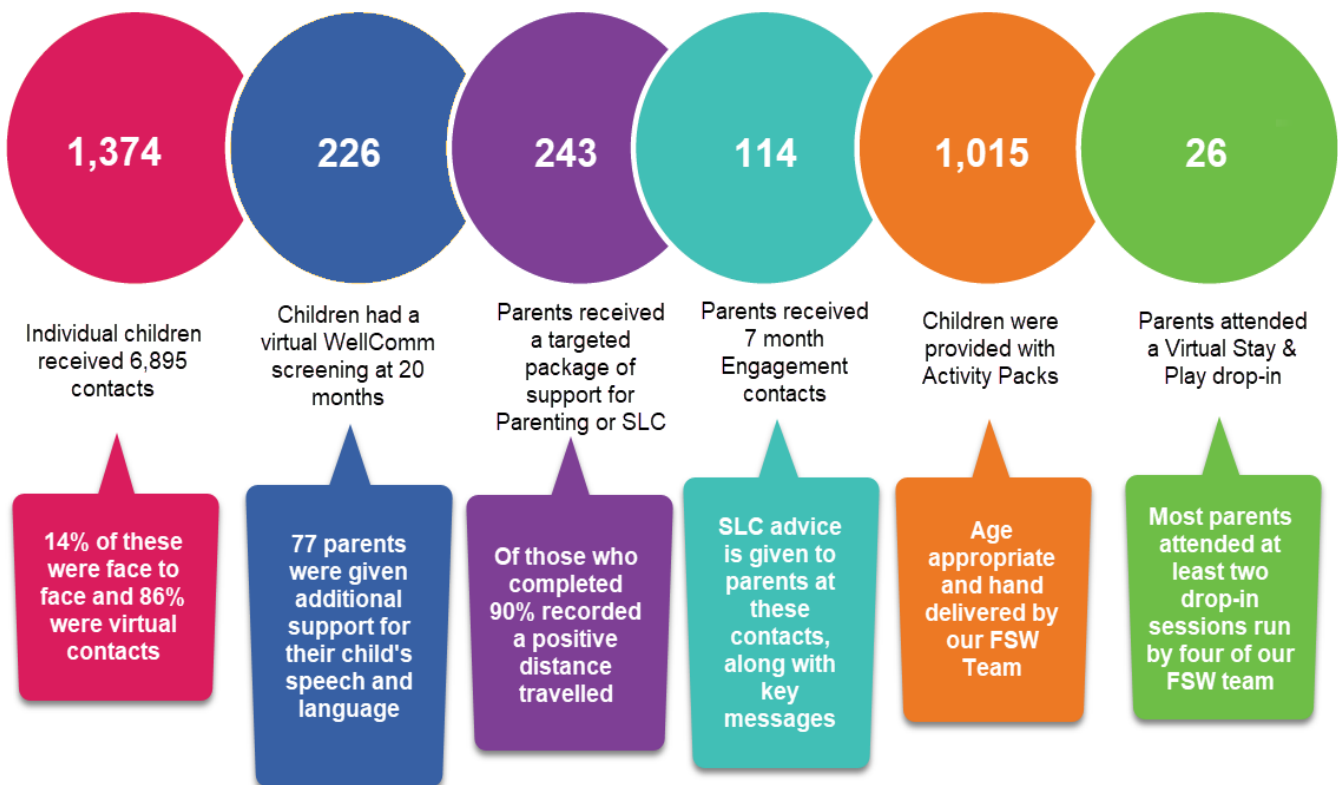 1,374
226
243
114
1,015
26
Individual children
received 6,895
contacts
Children had a
virtual WellComm
screening at 20
months
Parents received
a targeted
package of
support for
Parenting or SLC
Parents received
7 month
Engagement
contacts
Children were
provided with
Activity Packs
Parents attended
a Virtual Stay &
Play drop-in
14% of these
were face to
face and 86%
were virtual
contacts
77 parents
were given
additional
support for
their child's
speech and
language
Of those who
completed
90% recorded
a positive
distance
travelled
SLC advice
is given to
parents at
these
contacts,
along with
key
messages
Age
appropriate
and hand
delivered by
our FSW
Team
Most parents
attended at
least two
drop-in
sessions run
by four of our
FSW team